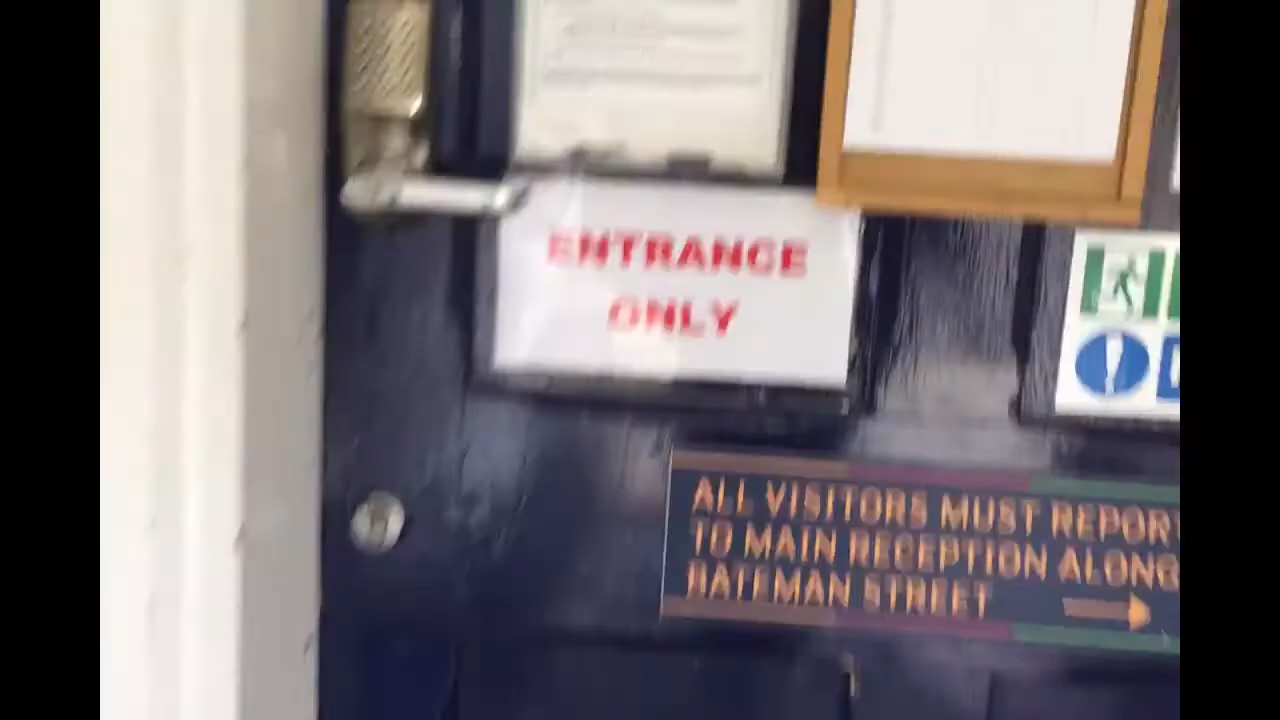 ENTRANCE
ONLY
ALL VISITORS MUST REPORT
TO MAIN RECEPTION ALONG
BATEMAN STREET